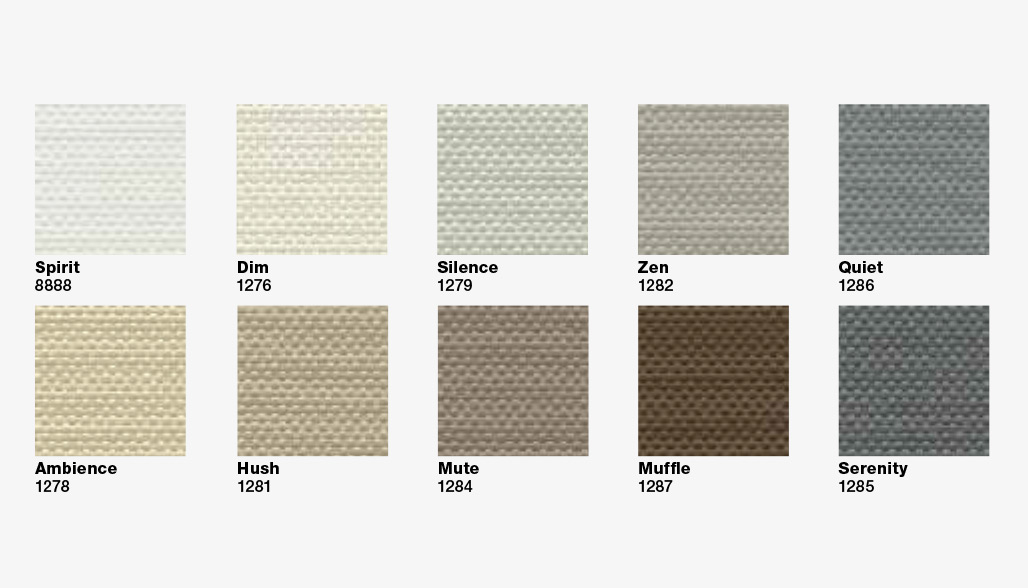 Spirit
8888
Dim
1276
Silence
1279
Zen
1282
Quiet
1286
Ambience
1278
Hush
1281
Mute
1284
Muffle
1287
Serenity
1285